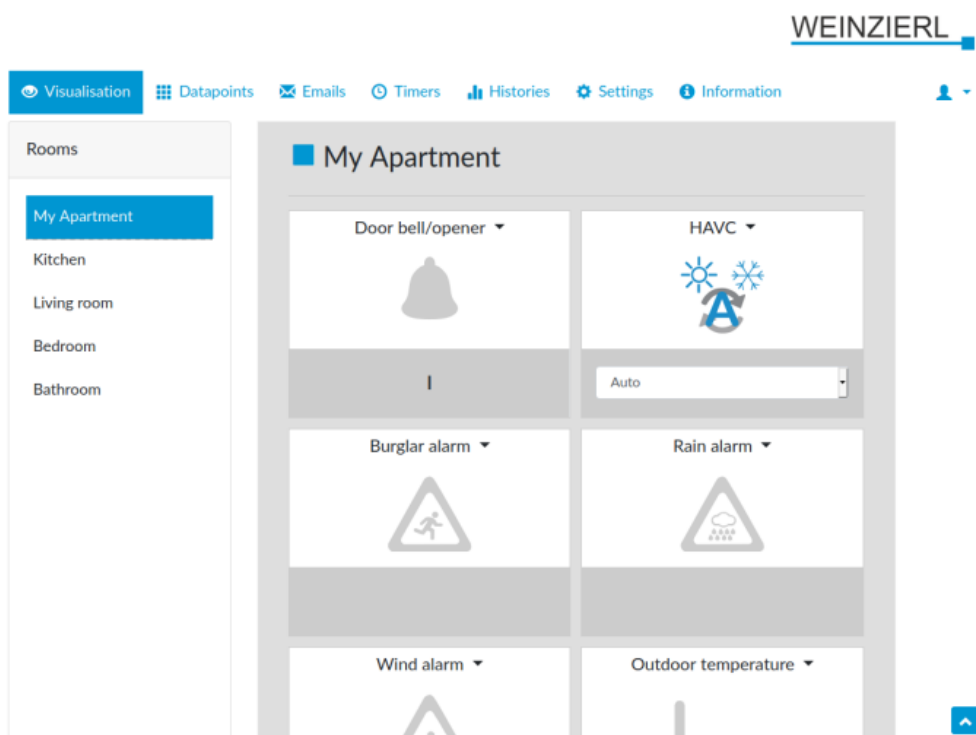 WEINZIERL
Visualisation Datapoints Emails Timers Histories Settings Information
Rooms
My Apartment
Kitchen
Living room
Bedroom
Bathroom
My Apartment
Door bell/opener HAVC
A
I Auto
Burglar alarm Rain alarm
Wind alarm Outdoor temperature